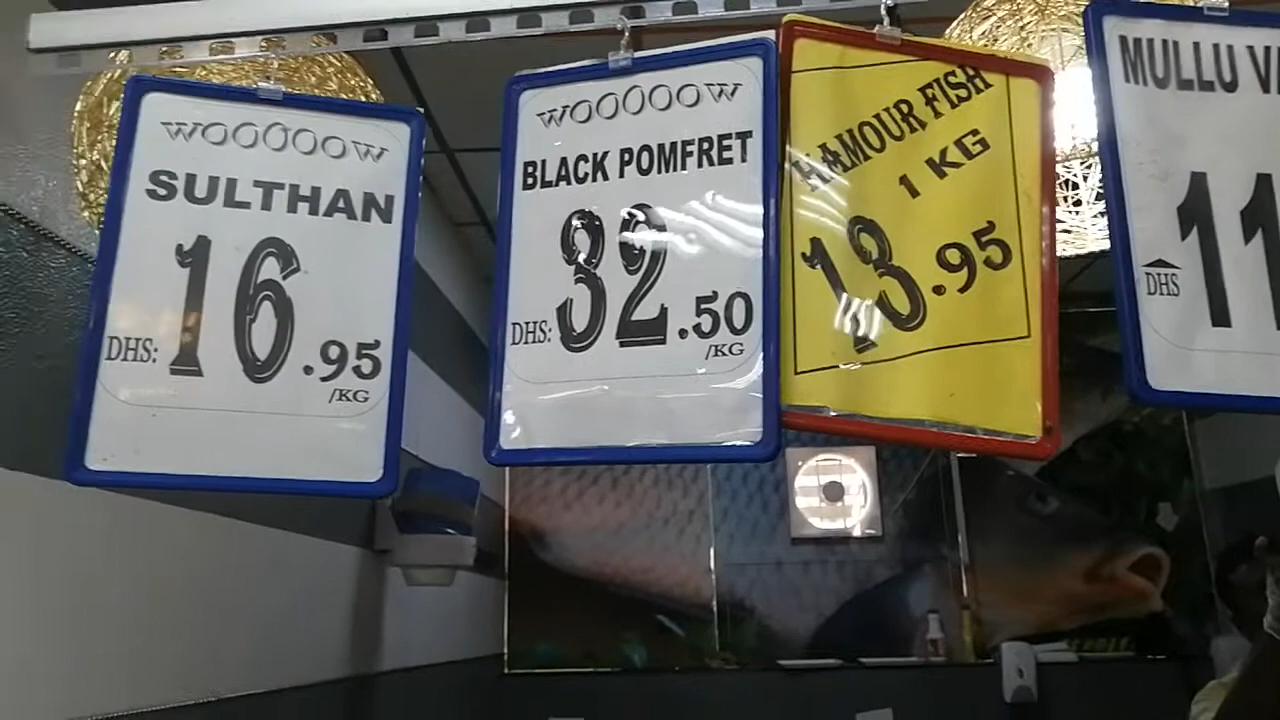 WOOOOOW
SULTHAN
DHS: 16.95
/KG
WOOOOOW
BLACK POMFRET
DHS: 32.50
/KG
HAMOUR FISH
1 KG
13.95
MULLU
DHS